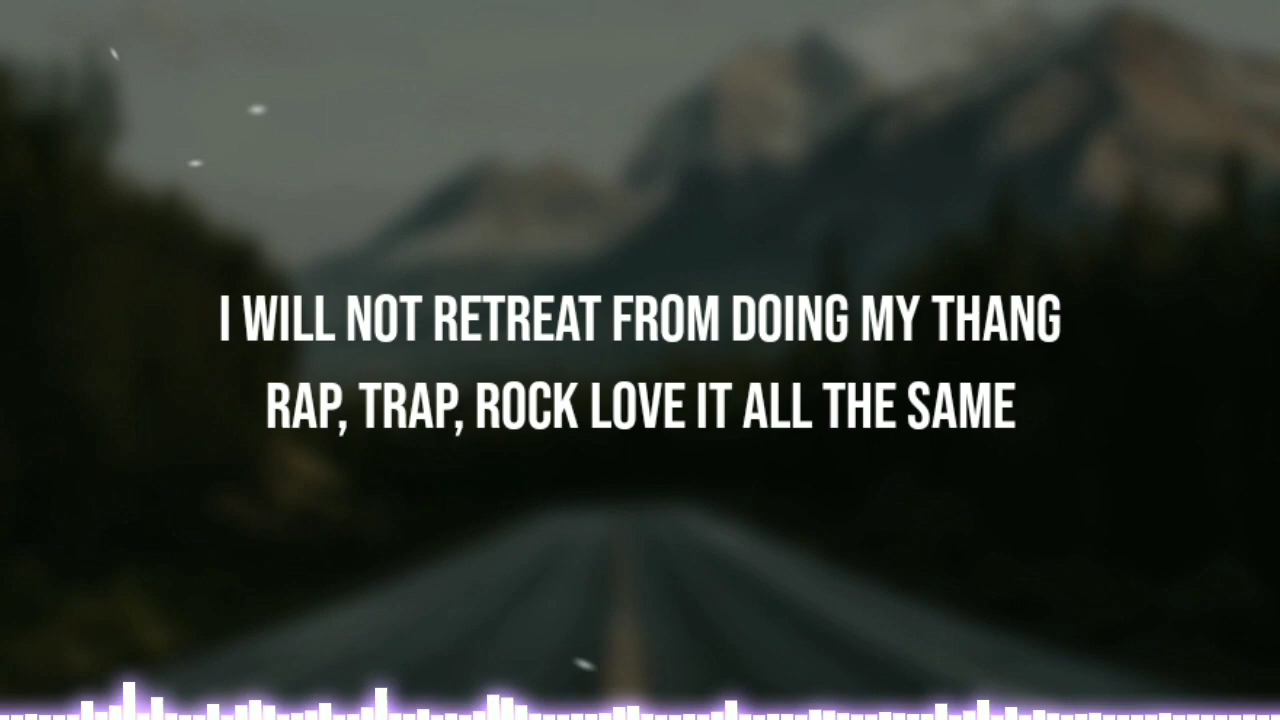 I WILL NOT RETREAT FROM DOING MY THANG
RAP, TRAP, ROCK LOVE IT ALL THE SAME